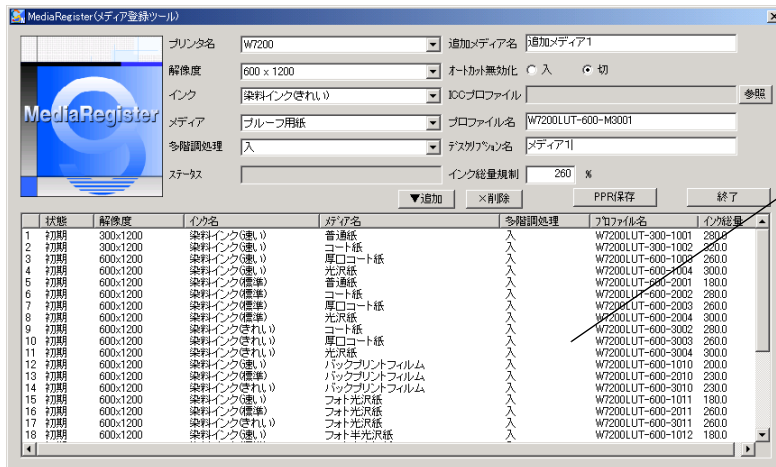 MediaRegister(メディア登録ツール)
MediaRegister
プリンタ名 W7200 追加メディア名 追加メディア1
解像度 600 x 1200 オートカット無効化 入 切
インク 染料インク(きれい) ICCプロファイル 参照
メディア プルーフ用紙 プロファイル名 W7200LUT-600-M3001
多階調処理 入 デスクリプション名 メディア1
ステータス インク総量規制 260 %
▼追加 ×削除 PPR保存 終了
状態 解像度 インク名 メディア名 多階調処理 プロファイル名 インク総量
1 初期 300x1200 染料インク(速い) 普通紙 入 W7200LUT-300-1001 280.0
2 初期 300x1200 染料インク(速い) コート紙 入 W7200LUT-300-1002 320.0
3 初期 600x1200 染料インク(速い) 厚口コート紙 入 W7200LUT-600-1003 260.0
4 初期 600x1200 染料インク(速い) 光沢紙 入 W7200LUT-600-1004 300.0
5 初期 600x1200 染料インク(標準) 普通紙 入 W7200LUT-600-2001 180.0
6 初期 600x1200 染料インク(標準) コート紙 入 W7200LUT-600-2002 280.0
7 初期 600x1200 染料インク(標準) 厚口コート紙 入 W7200LUT-600-2003 260.0
8 初期 600x1200 染料インク(標準) 光沢紙 入 W7200LUT-600-2004 300.0
9 初期 600x1200 染料インク(きれい) コート紙 入 W7200LUT-600-3002 280.0
10 初期 600x1200 染料インク(きれい) 厚口コート紙 入 W7200LUT-600-3003 260.0
11 初期 600x1200 染料インク(きれい) 光沢紙 入 W7200LUT-600-3004 300.0
12 初期 600x1200 染料インク(速い) バックプリントフィルム 入 W7200LUT-600-1010 200.0
13 初期 600x1200 染料インク(標準) バックプリントフィルム 入 W7200LUT-600-2010 230.0
14 初期 600x1200 染料インク(きれい) バックプリントフィルム 入 W7200LUT-600-3010 230.0
15 初期 600x1200 染料インク(速い) フォト光沢紙 入 W7200LUT-600-1011 180.0
16 初期 600x1200 染料インク(標準) フォト光沢紙 入 W7200LUT-600-2011 260.0
17 初期 600x1200 染料インク(きれい) フォト光沢紙 入 W7200LUT-600-3011 260.0
18 初期 600x1200 染料インク(速い) フォト半光沢紙 入 W7200LUT-600-1012 180.0